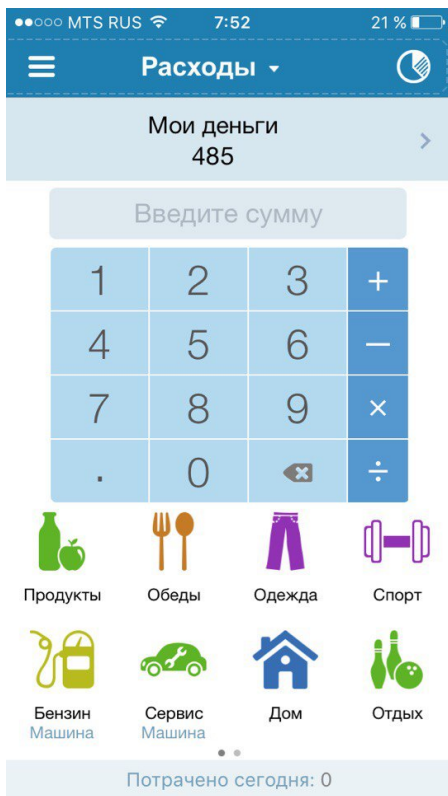 MTS RUS 7:52 21 %
Расходы
Мои деньги
485
Введите сумму
1 2 3 +
4 5 6 −
7 8 9 ×
. 0 ÷
Продукты Обеды Одежда Спорт
Бензин Сервис Дом Отдых
Машина Машина
Потрачено сегодня: 0